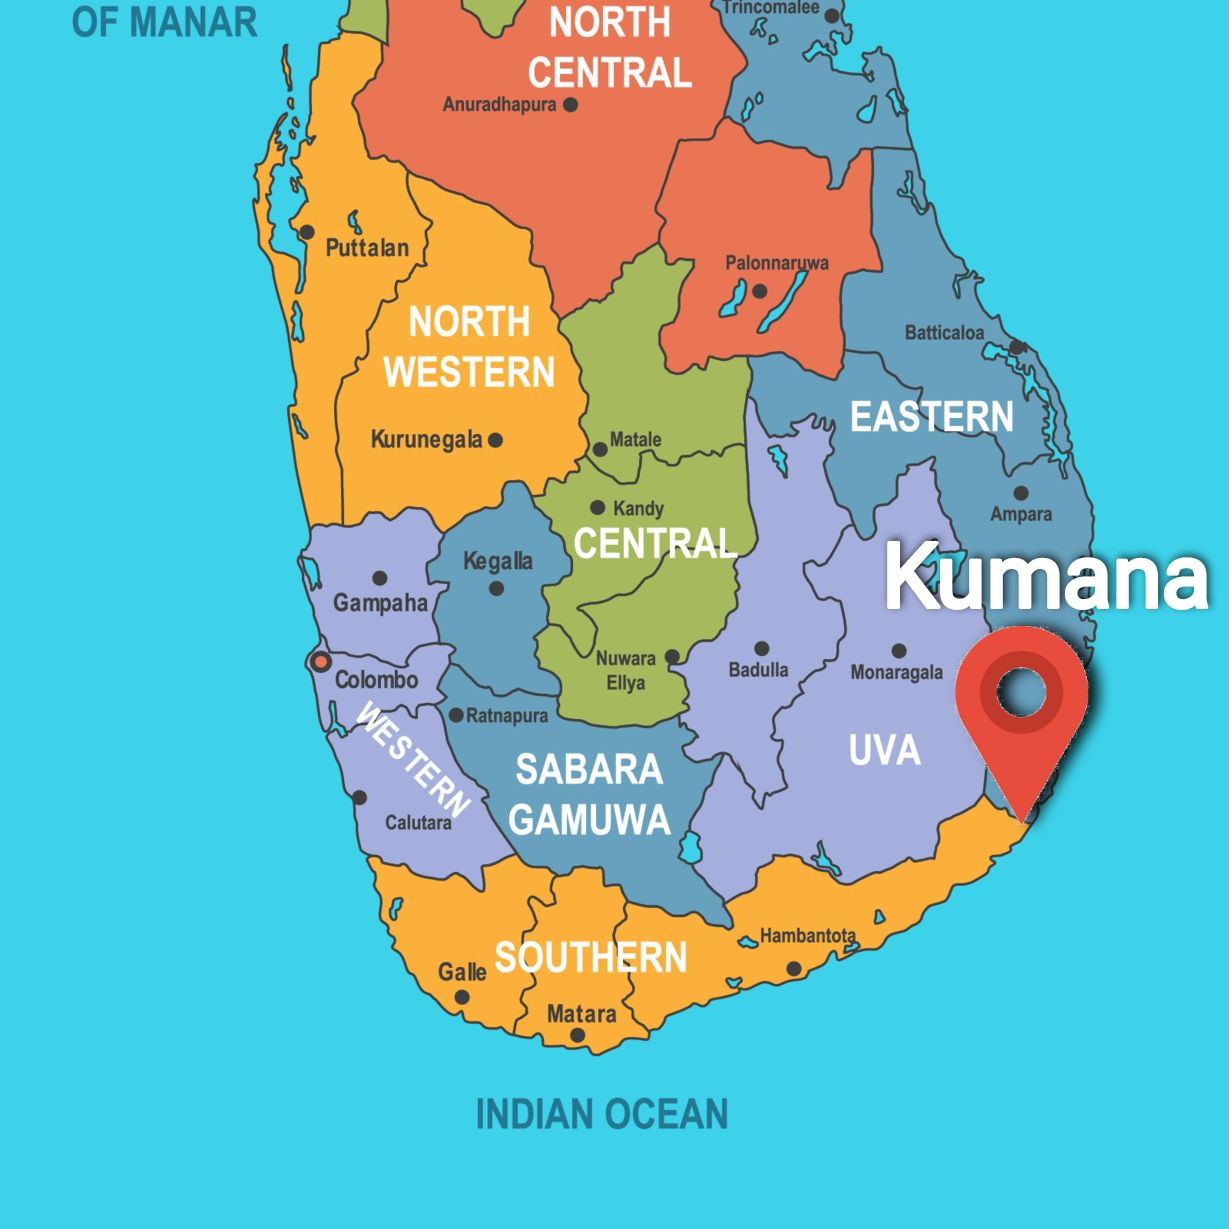 OF MANAR
NORTH
CENTRAL
Trincomalee
Anuradhapura
Puttalan
Palonnaruwa
NORTH
WESTERN
Batticaloa
EASTERN
Kurunegala
Matale
Kandy
Ampara
CENTRAL
Kegalla
Kumana
Gampaha
Nuwara
Ellya
Badulla
Monaragala
Colombo
Ratnapura
WESTERN
UVA
SABARA
GAMUWA
Calutara
Hambantota
SOUTHERN
Galle
Matara
INDIAN OCEAN